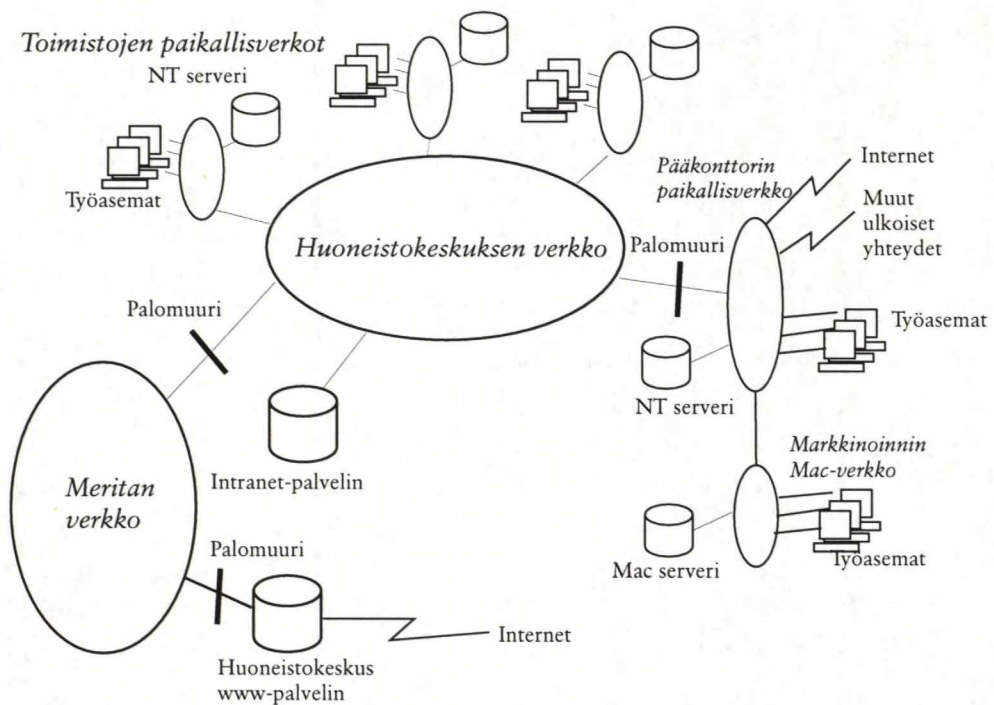 Toimistojen paikallisverkot
NT serveri
Työasemat
Huoneistokeskuksen verkko
Pääkonttorin
paikallisverkko
Internet
Muut
ulkoiset
yhteydet
Palomuuri
Työasemat
NT serveri
Palomuuri
Meritan
verkko
Intranet-palvelin
Markkinoinnin
Mac-verkko
Mac serveri
Työasemat
Palomuuri
Internet
Huoneistokeskus
www-palvelin